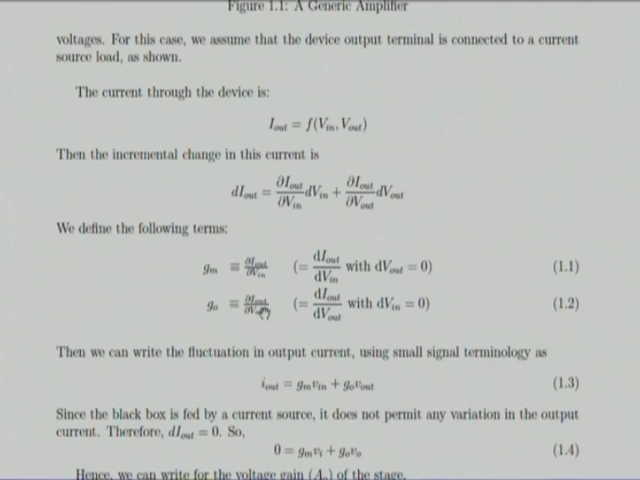 Figure 1.1: A Generic Amplifier
voltages. For this case, we assume that the device output terminal is connected to a current
source load, as shown.
The current through the device is:
I_out = f(V_in, V_out)
Then the incremental change in this current is
dI_out = ∂I_out/∂V_in dV_in + ∂I_out/∂V_out dV_out
We define the following terms:
g_m ≡ ∂I_out/∂V_in (= dI_out/dV_in with dV_out = 0) (1.1)
g_o ≡ ∂I_out/∂V_out (= dI_out/dV_out with dV_in = 0) (1.2)
Then we can write the fluctuation in output current, using small signal terminology as
i_out = g_m v_in + g_o v_out (1.3)
Since the black box is fed by a current source, it does not permit any variation in the output
current. Therefore, dI_out = 0. So,
0 = g_m v_i + g_o v_o (1.4)
Hence, we can write for the voltage gain (A_v) of the stage,